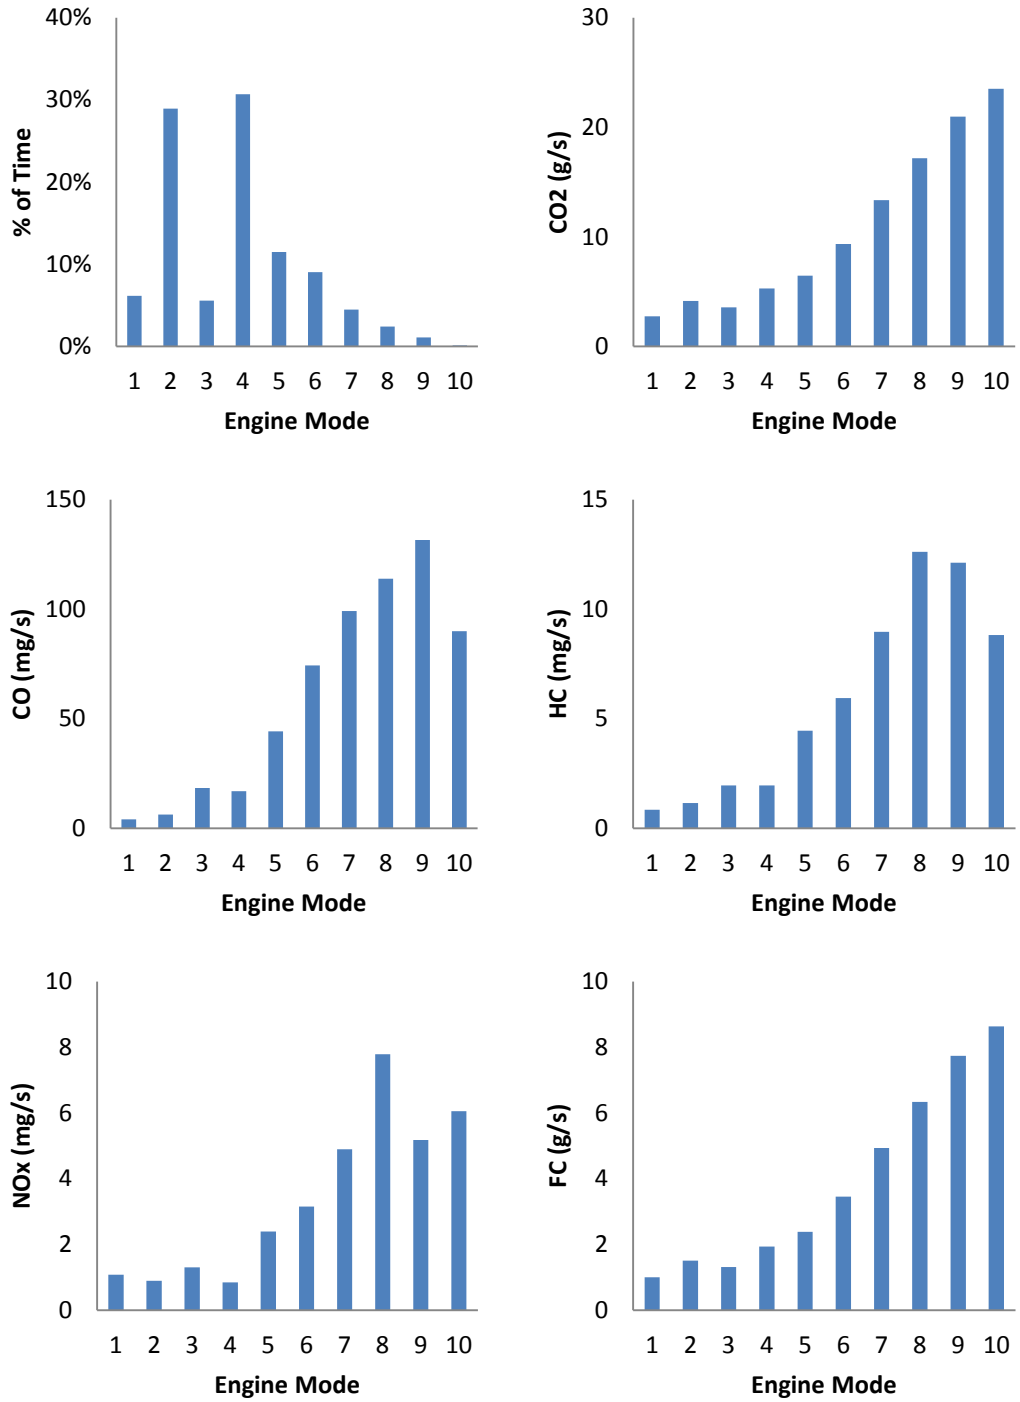 40%
30%
20%
10%
0%
% of Time
1 2 3 4 5 6 7 8 9 10
Engine Mode
30
20
10
0
CO2 (g/s)
1 2 3 4 5 6 7 8 9 10
Engine Mode
150
100
50
0
CO (mg/s)
1 2 3 4 5 6 7 8 9 10
Engine Mode
15
10
5
0
HC (mg/s)
1 2 3 4 5 6 7 8 9 10
Engine Mode
10
8
6
4
2
0
NOx (mg/s)
1 2 3 4 5 6 7 8 9 10
Engine Mode
10
8
6
4
2
0
FC (g/s)
1 2 3 4 5 6 7 8 9 10
Engine Mode